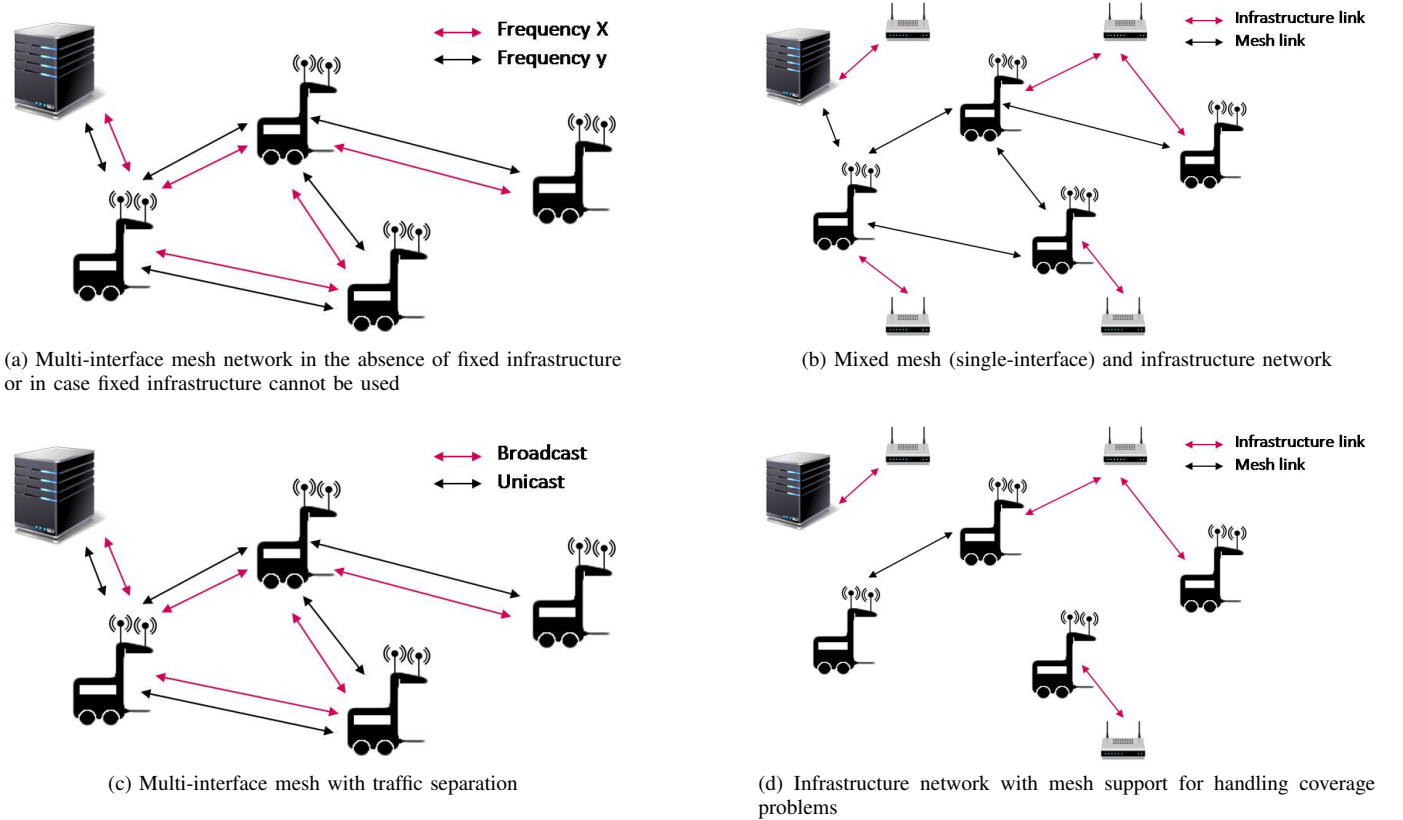 Frequency X
Frequency y
(a) Multi-interface mesh network in the absence of fixed infrastructure
or in case fixed infrastructure cannot be used
Infrastructure link
Mesh link
(b) Mixed mesh (single-interface) and infrastructure network
Broadcast
Unicast
(c) Multi-interface mesh with traffic separation
Infrastructure link
Mesh link
(d) Infrastructure network with mesh support for handling coverage
problems